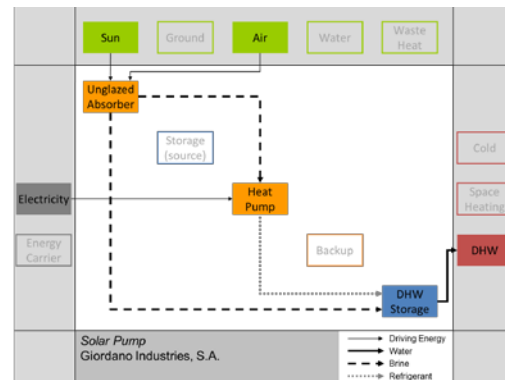 Sun
Ground
Air
Water
Waste
Heat
Unglazed
Absorber
Storage
(source)
Cold
Electricity
Heat
Pump
Space
Heating
Energy
Carrier
Backup
DHW
DHW
Storage
Solar Pump
Giordano Industries, S.A.
Driving Energy
Water
Brine
Refrigerant